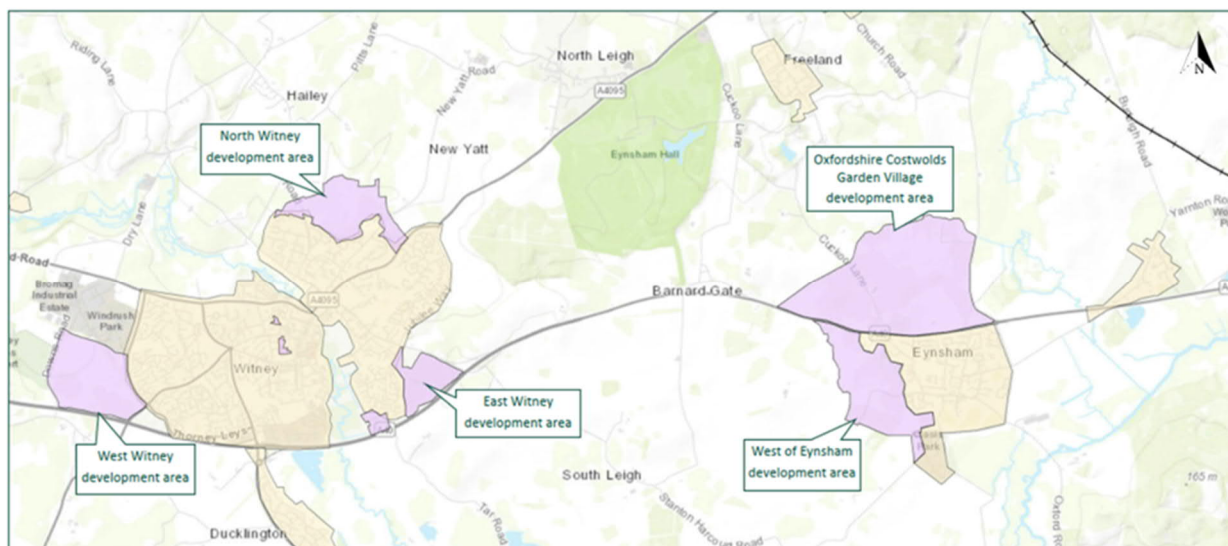 Riding Lane
Pitts Lane
North Leigh
Freeland
Church Road
N
Hailey
New Yatt Road
A4095
Cuckoo Lane
Burleigh Road
North Witney
development area
New Yatt
Eynsham Hall
Oxfordshire Costwolds
Garden Village
development area
Dry Lane
Yarnton
Cuckoo Lane
Bromag
Industrial
Estate
Windrush
Park
A4095
Barnard Gate
Witney
Eynsham
East Witney
development area
Thorney Leys
West Witney
development area
South Leigh
West of Eynsham
development area
Park
165 m
Ducklington
Tar Road
Stanton Harcourt Road